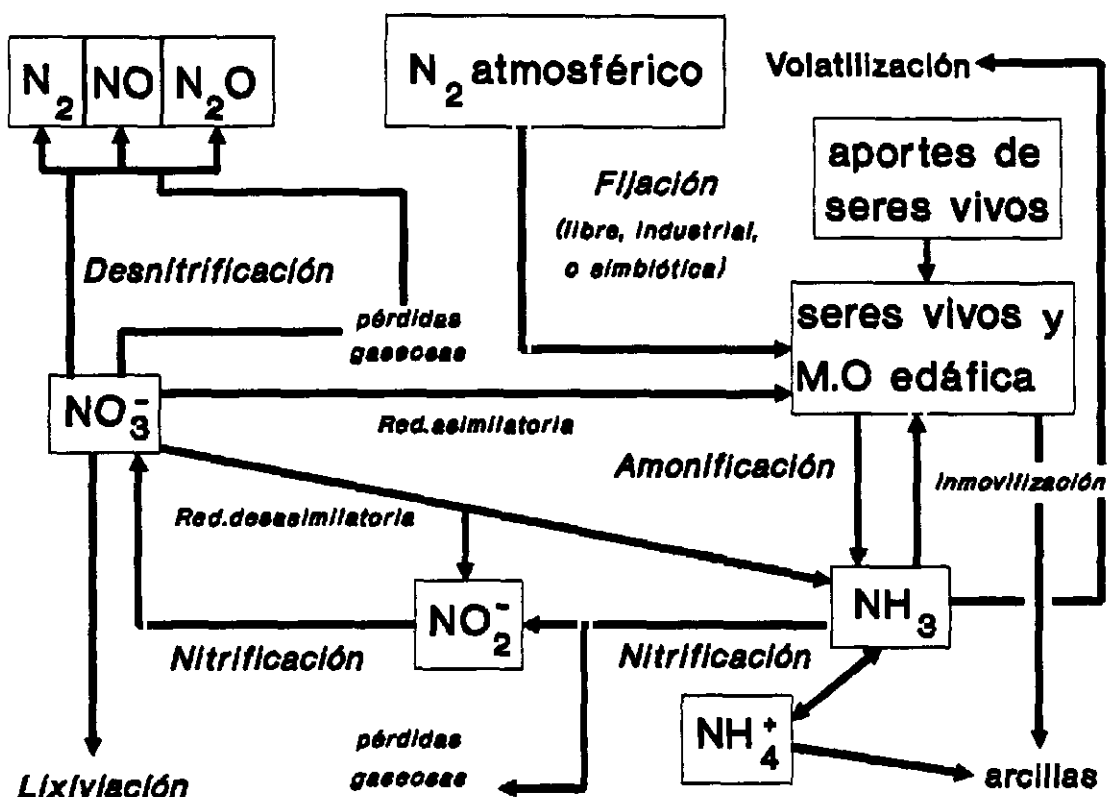 N2 NO N2O
N2 atmosférico
Volatilización
aportes de
seres vivos
Fijación
(libre, industrial,
o simbiótica)
Desnitrificación
pérdidas
gaseosas
seres vivos y
M.O edáfica
NO3-
Red.asimilatoria
Amonificación
inmovilización
Red.desasimilatoria
NO2-
NH3
Nitrificación
Nitrificación
NH4+
pérdidas
gaseosas
Lixiviación
arcillas